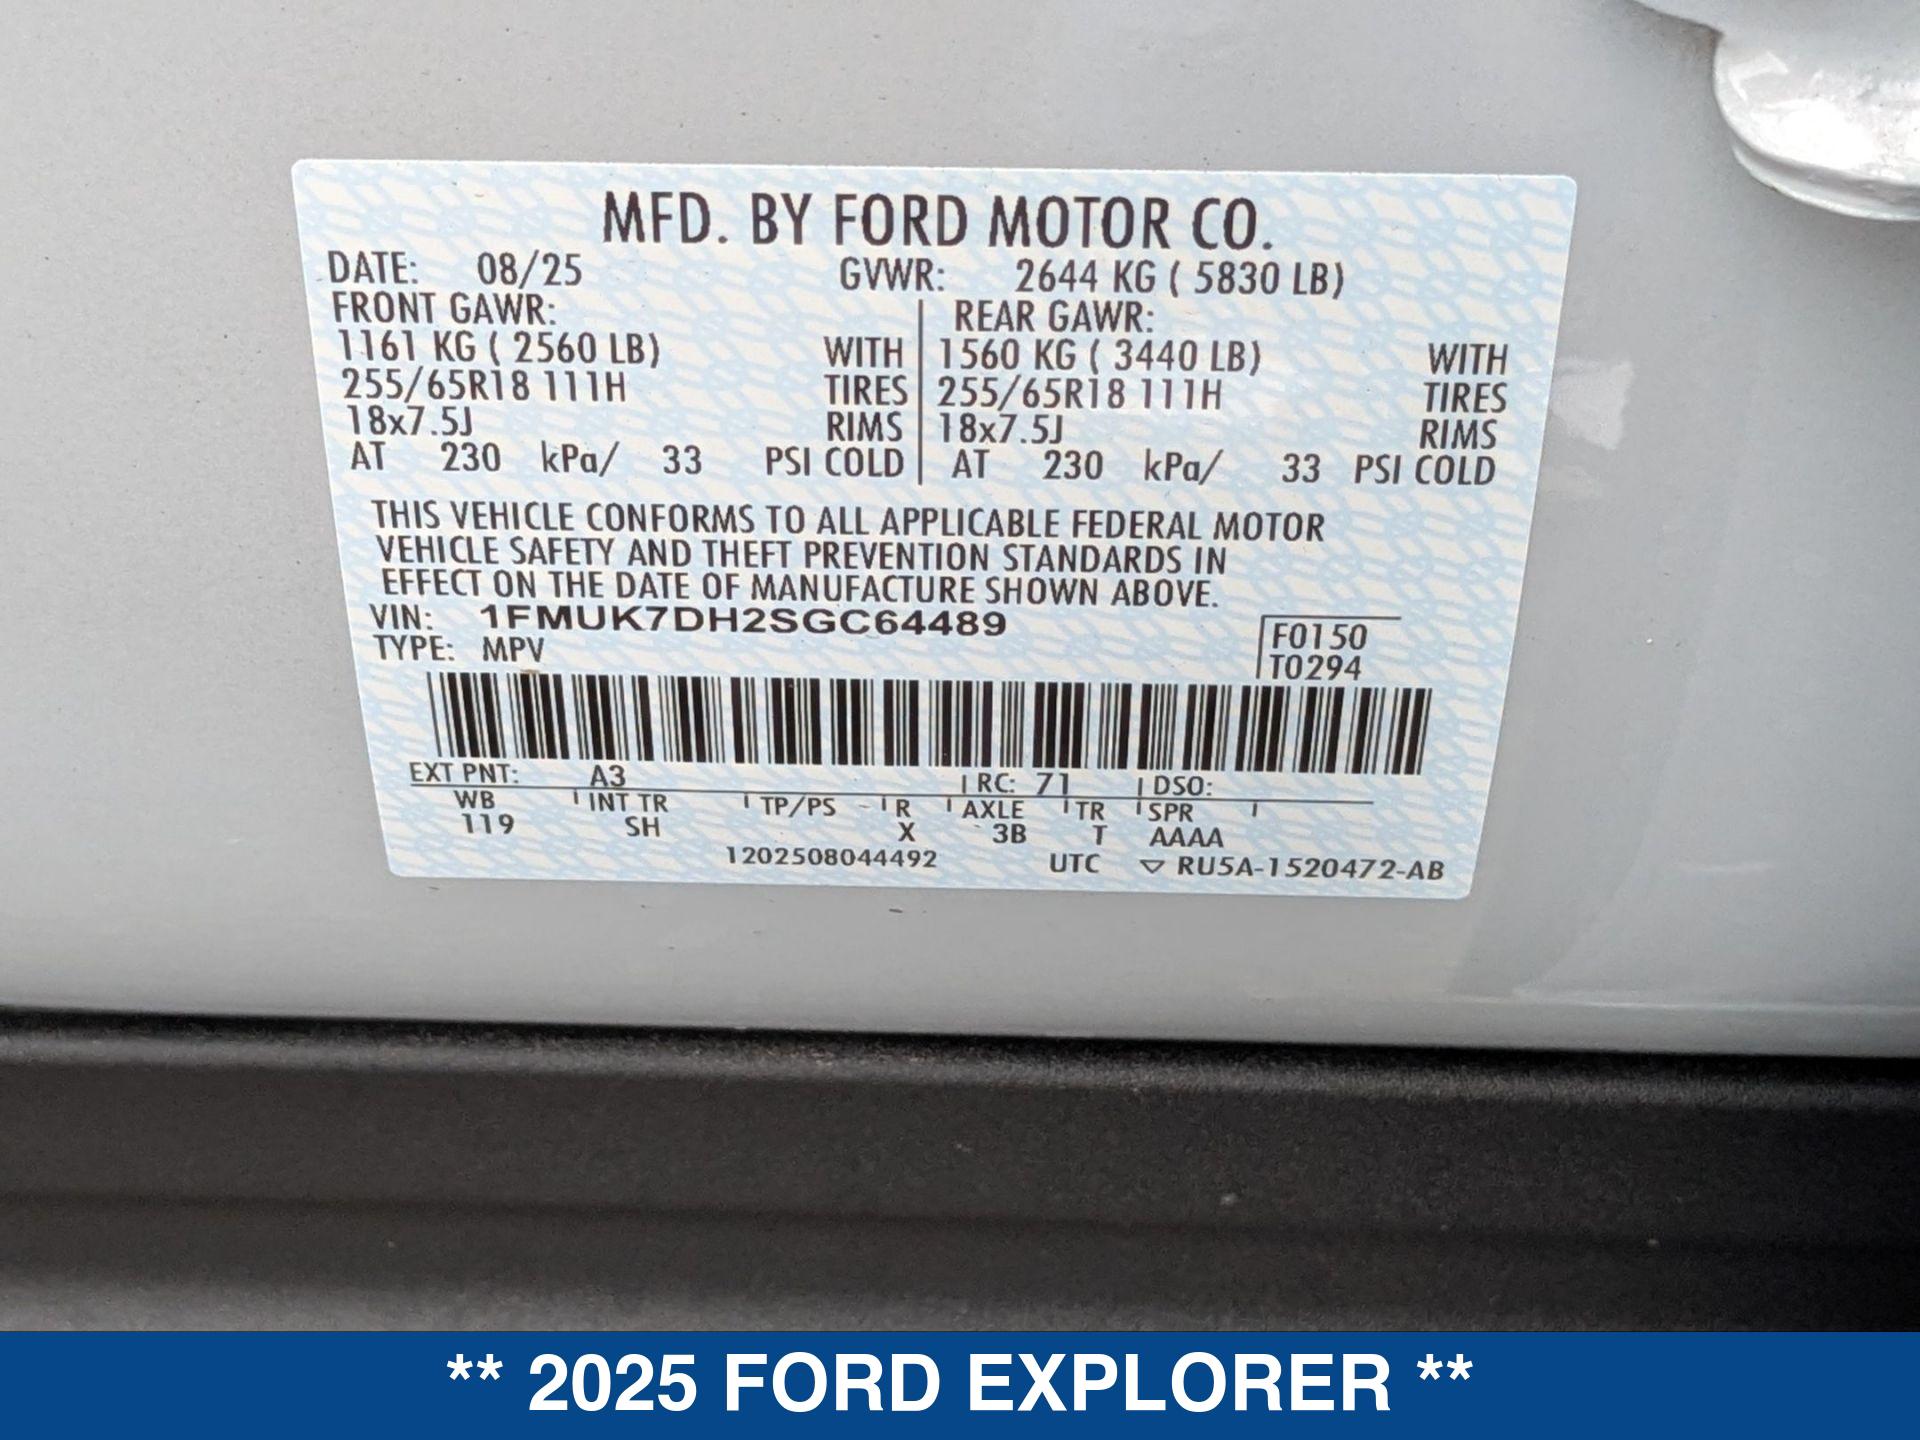 MFD. BY FORD MOTOR CO.
DATE: 08/25 GVWR: 2644 KG ( 5830 LB)
FRONT GAWR: REAR GAWR:
1161 KG ( 2560 LB) WITH 1560 KG ( 3440 LB) WITH
255/65R18 111H TIRES 255/65R18 111H TIRES
18x7.5J RIMS 18x7.5J RIMS
AT 230 kPa/ 33 PSI COLD AT 230 kPa/ 33 PSI COLD
THIS VEHICLE CONFORMS TO ALL APPLICABLE FEDERAL MOTOR
VEHICLE SAFETY AND THEFT PREVENTION STANDARDS IN
EFFECT ON THE DATE OF MANUFACTURE SHOWN ABOVE.
VIN: 1FMUK7DH2SGC64489
TYPE: MPV
F0150
T0294
EXT PNT: A3 RC: 71 DSO:
WB INT TR TP/PS R AXLE TR SPR
119 SH X 3B T AAAA
1202508044492 UTC ▽ RU5A-1520472-AB
** 2025 FORD EXPLORER **